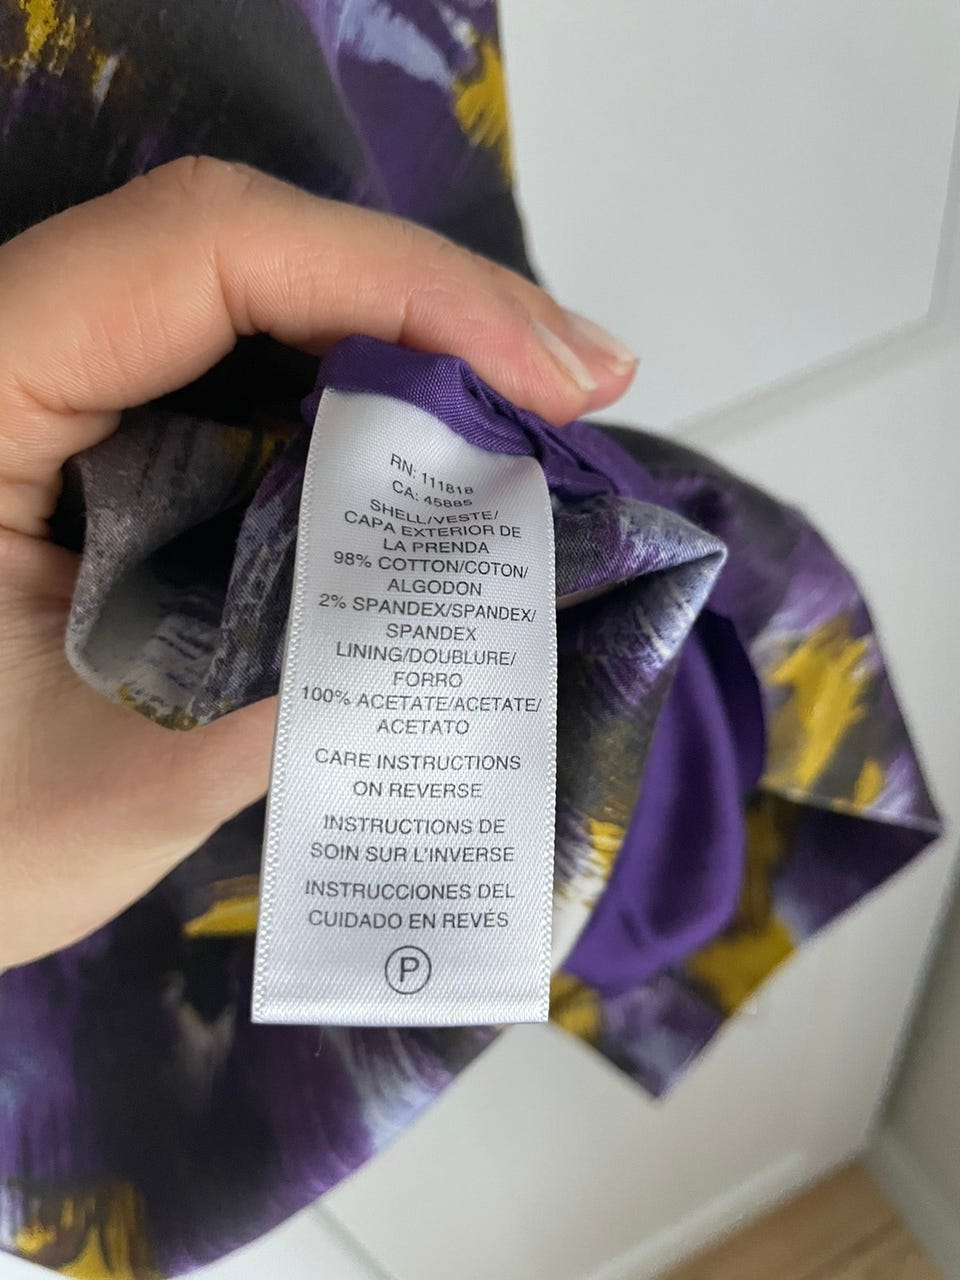 RN: 111818
CA: 45885
SHELL/VESTE/
CAPA EXTERIOR DE
LA PRENDA
98% COTTON/COTON/
ALGODON
2% SPANDEX/SPANDEX/
SPANDEX
LINING/DOUBLURE/
FORRO
100% ACETATE/ACETATE/
ACETATO
CARE INSTRUCTIONS
ON REVERSE
INSTRUCTIONS DE
SOIN SUR L'INVERSE
INSTRUCCIONES DEL
CUIDADO EN REVÉS
P